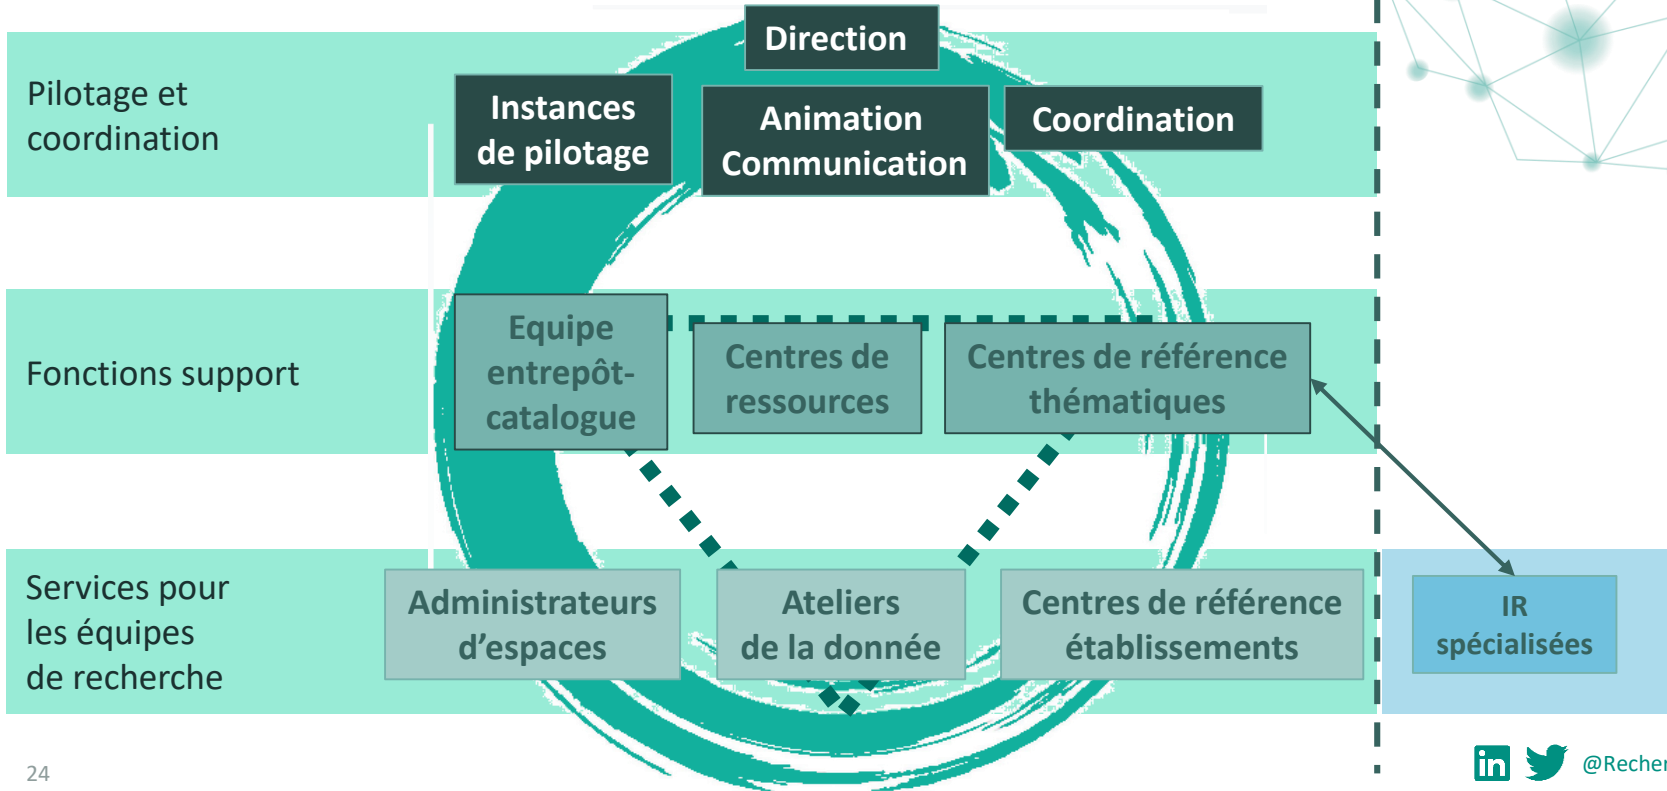 Direction
Pilotage et
coordination
Instances
de pilotage
Animation
Communication
Coordination
Fonctions support
Equipe
entrepôt-
catalogue
Centres de
ressources
Centres de référence
thématiques
Services pour
les équipes
de recherche
Administrateurs
d’espaces
Ateliers
de la donnée
Centres de référence
établissements
IR
spécialisées
24
in
@Recher